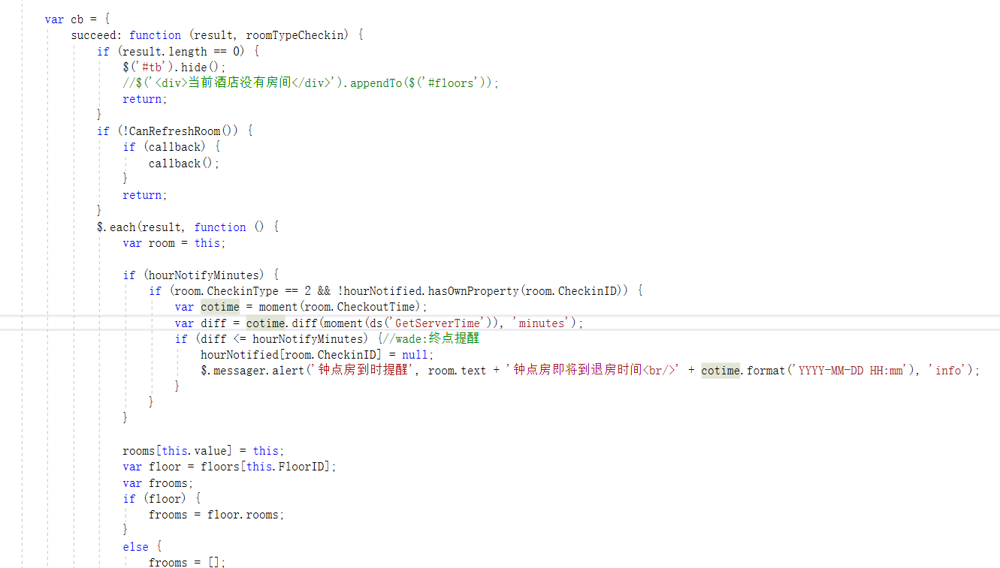 var cb = {
succeed: function (result, roomTypeCheckin) {
if (result.length == 0) {
$('#tb').hide();
//$('<div>当前酒店没有房间</div>').appendTo($('#floors'));
return;
}
if (!CanRefreshRoom()) {
if (callback) {
callback();
}
return;
}
$.each(result, function () {
var room = this;
if (hourNotifyMinutes) {
if (room.CheckinType == 2 && !hourNotified.hasOwnProperty(room.CheckinID)) {
var cotime = moment(room.CheckoutTime);
var diff = cotime.diff(moment(ds('GetServerTime')), 'minutes');
if (diff <= hourNotifyMinutes) {//wade:终点提醒
hourNotified[room.CheckinID] = null;
$.messager.alert('钟点房到时提醒', room.text + '钟点房即将到退房时间<br/>' + cotime.format('YYYY-MM-DD HH:mm'), 'info');
}
}
}
rooms[this.value] = this;
var floor = floors[this.FloorID];
var frooms;
if (floor) {
frooms = floor.rooms;
}
else {
frooms = [];